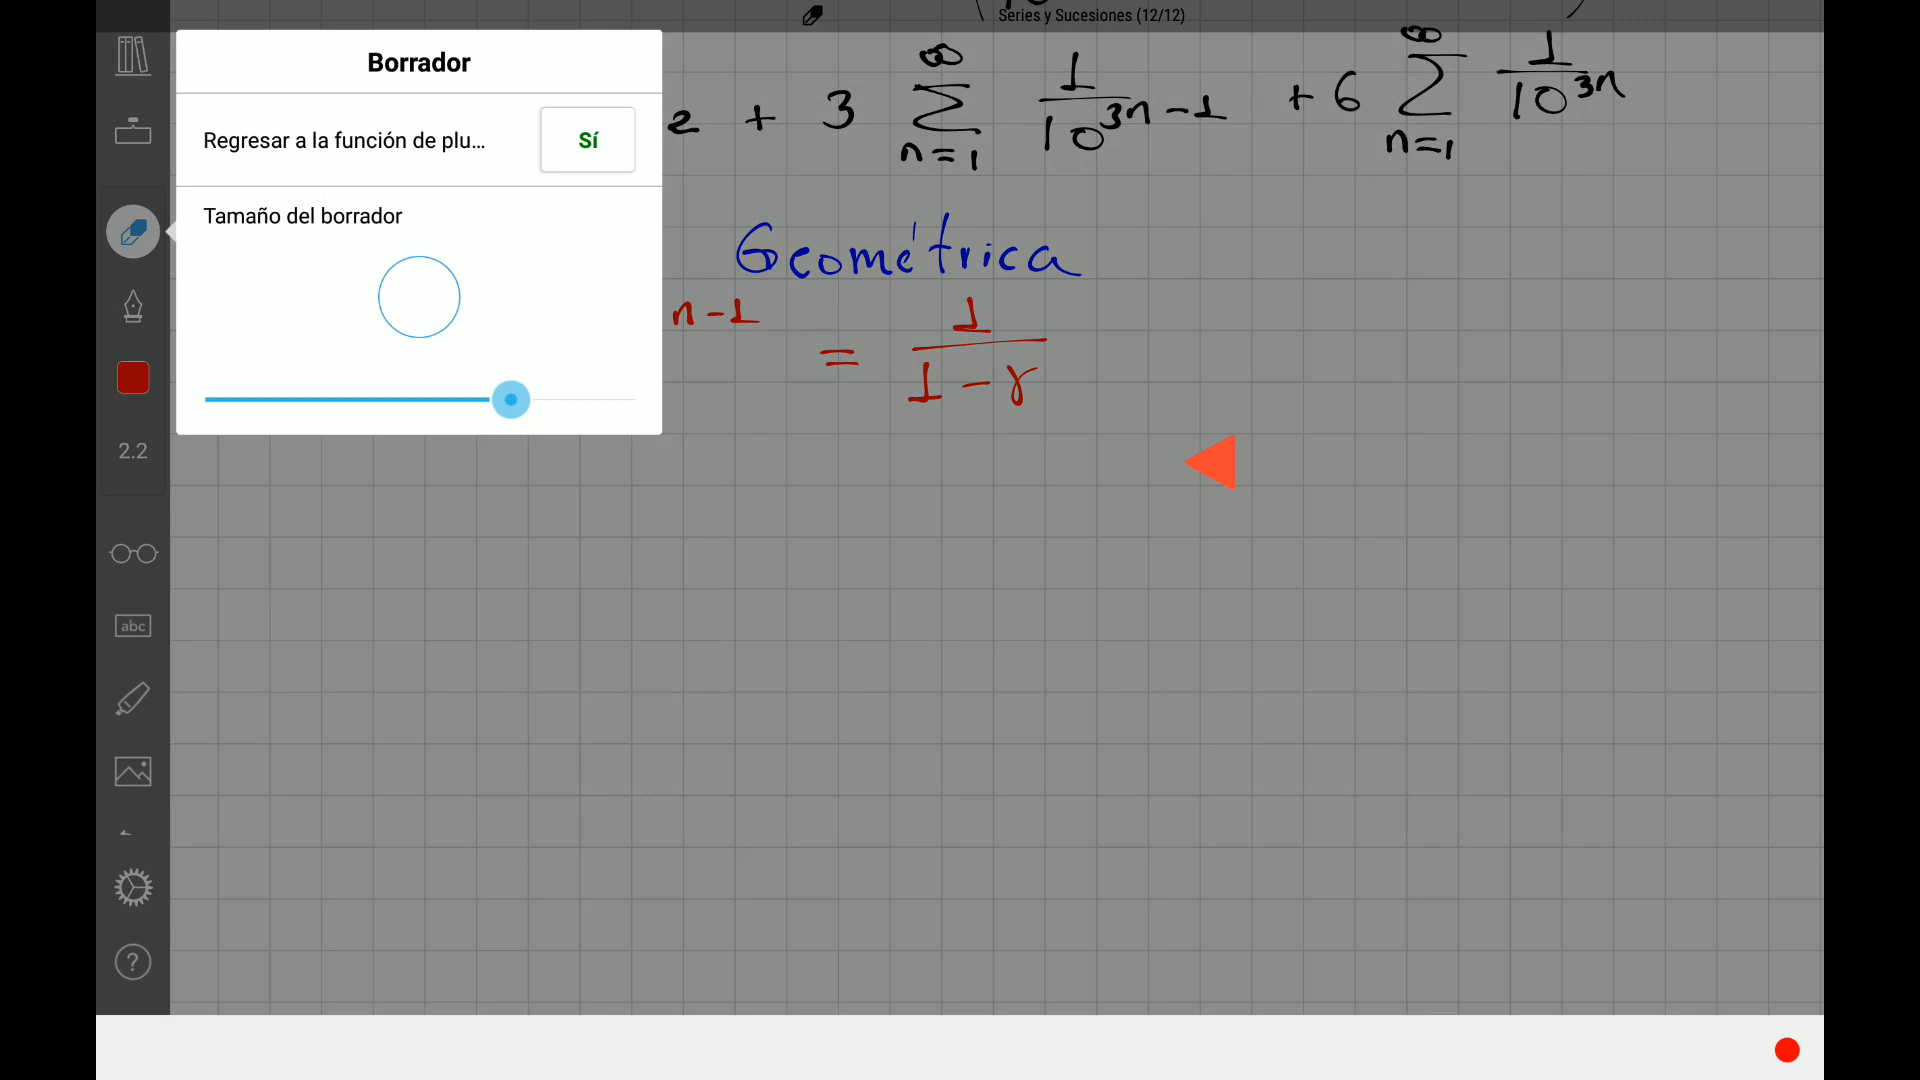 Series y Sucesiones (12/12)
Borrador
Regresar a la función de plu...
Sí
Tamaño del borrador
2.2
abc
?
2 + 3 ∞ ∑ n=1 1/10^3n-1 + 6 ∞ ∑ n=1 1/10^3n
Geométrica
n-1 = 1/1-r